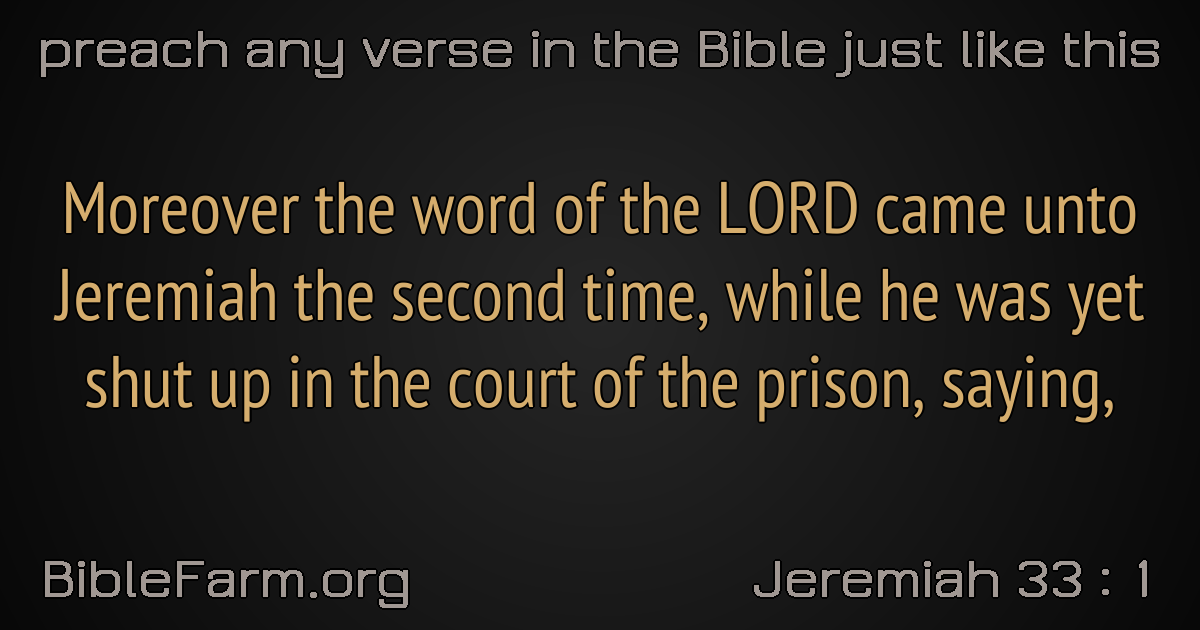 preach any verse in the Bible just like this
Moreover the word of the LORD came unto
Jeremiah the second time, while he was yet
shut up in the court of the prison, saying,
BibleFarm.org
Jeremiah 33 : 1